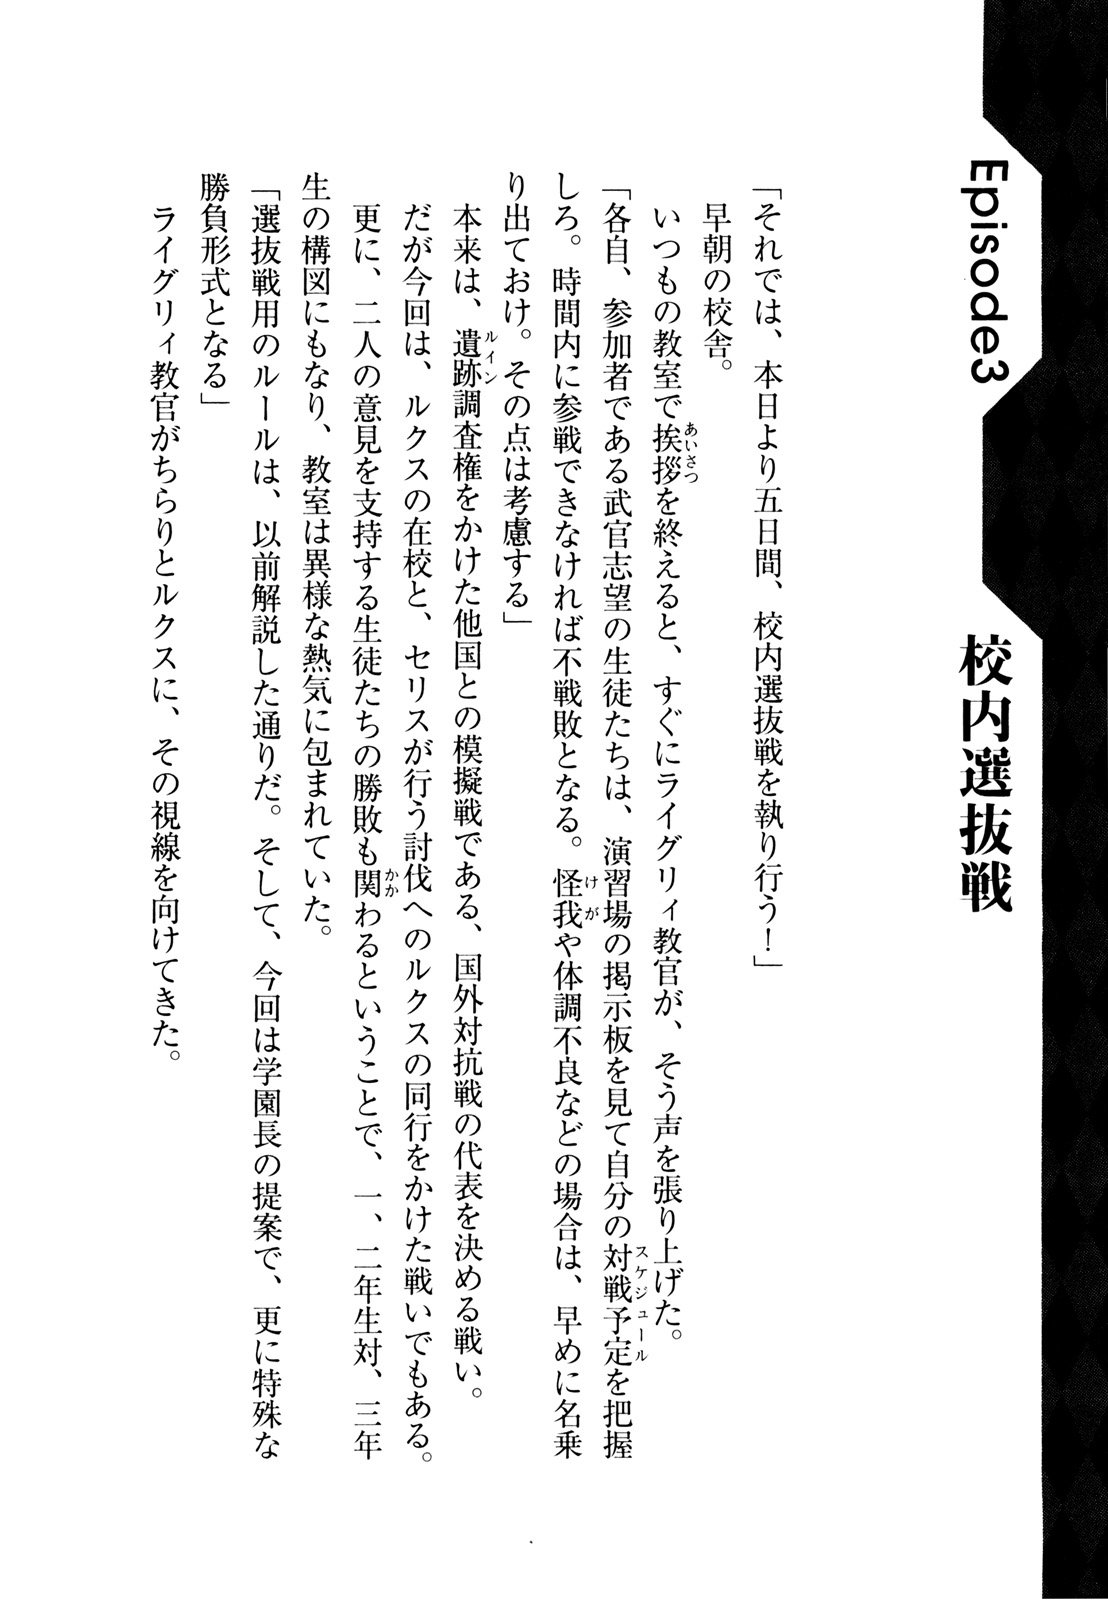 Episode3
校内選抜戦
「それでは、本日より五日間、校内選抜戦を執り行う！」
早朝の校舎。
いつもの教室で挨拶を終えると、すぐにライグリィ教官が、そう声を張り上げた。
「各自、参加者である武官志望の生徒たちは、演習場の掲示板を見て自分の対戦予定を把握
しろ。時間内に参戦できなければ不戦敗となる。怪我や体調不良などの場合は、早めに名乗
り出ておけ。その点は考慮する」
本来は、遺跡調査権をかけた他国との模擬戦である、国外対抗戦の代表を決める戦い。
だが今回は、ルクスの在校と、セリスが行う討伐へのルクスの同行をかけた戦いでもある。
更に、二人の意見を支持する生徒たちの勝敗も関わるということで、一、二年生対、三年
生の構図にもなり、教室は異様な熱気に包まれていた。
「選抜戦用のルールは、以前解説した通りだ。そして、今回は学園長の提案で、更に特殊な
勝負形式となる」
ライグリィ教官がちらりとルクスに、その視線を向けてきた。
あいさつ
スケジュール
けが
ルイン
かか